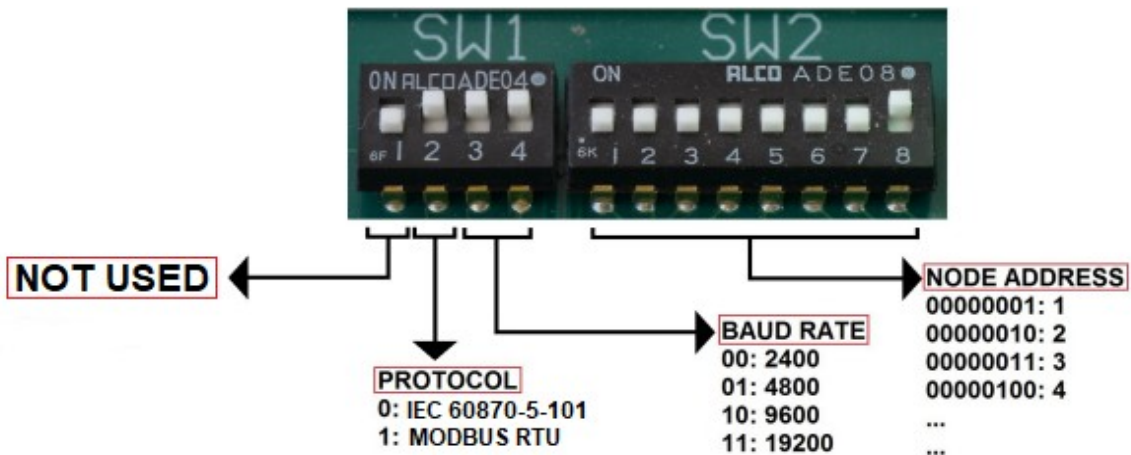 SW1 SW2
ON ALCO ADE04 ON ALCO ADE08
6F 1 2 3 4 6K 1 2 3 4 5 6 7 8
NOT USED
PROTOCOL
0: IEC 60870-5-101
1: MODBUS RTU
BAUD RATE
00: 2400
01: 4800
10: 9600
11: 19200
NODE ADDRESS
00000001: 1
00000010: 2
00000011: 3
00000100: 4
...
...